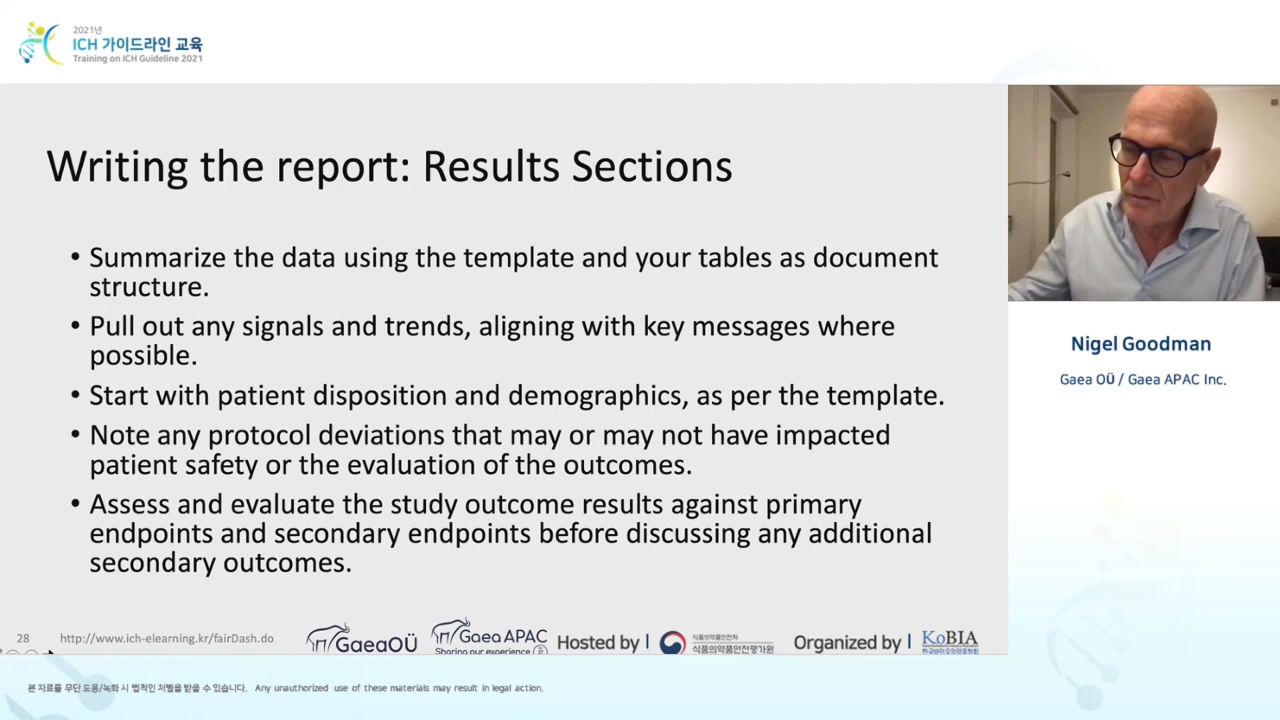 2021년
ICH 가이드라인 교육
Training on ICH Guideline 2021
Writing the report: Results Sections
• Summarize the data using the template and your tables as document
structure.
• Pull out any signals and trends, aligning with key messages where
possible.
• Start with patient disposition and demographics, as per the template.
• Note any protocol deviations that may or may not have impacted
patient safety or the evaluation of the outcomes.
• Assess and evaluate the study outcome results against primary
endpoints and secondary endpoints before discussing any additional
secondary outcomes.
Nigel Goodman
Gaea OÜ / Gaea APAC Inc.
28
http://www.ich-elearning.kr/fairDash.do
GaeaOÜ
Gaea APAC
Sharing our experience
Hosted by |
식품의약품안전처
식품의약품안전평가원
Organized by |
KoBIA
한국바이오의약품협회
본 자료를 무단 도용/녹화 시 법적인 처벌을 받을 수 있습니다. Any unauthorized use of these materials may result in legal action.